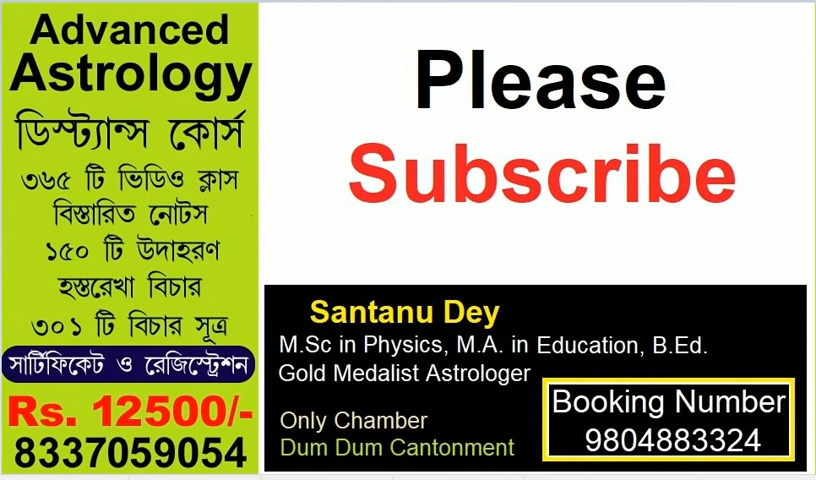 Advanced
Astrology
ডিস্ট্যান্স কোর্স
৩৬৫ টি ভিডিও ক্লাস
বিস্তারিত নোটস
১৫০ টি উদাহরণ
হস্তরেখা বিচার
৩০১ টি বিচার সূত্র
সার্টিফিকেট ও রেজিস্ট্রেশন
Rs. 12500/-
8337059054
Please
Subscribe
Santanu Dey
M.Sc in Physics, M.A. in Education, B.Ed.
Gold Medalist Astrologer
Only Chamber
Dum Dum Cantonment
Booking Number
9804883324